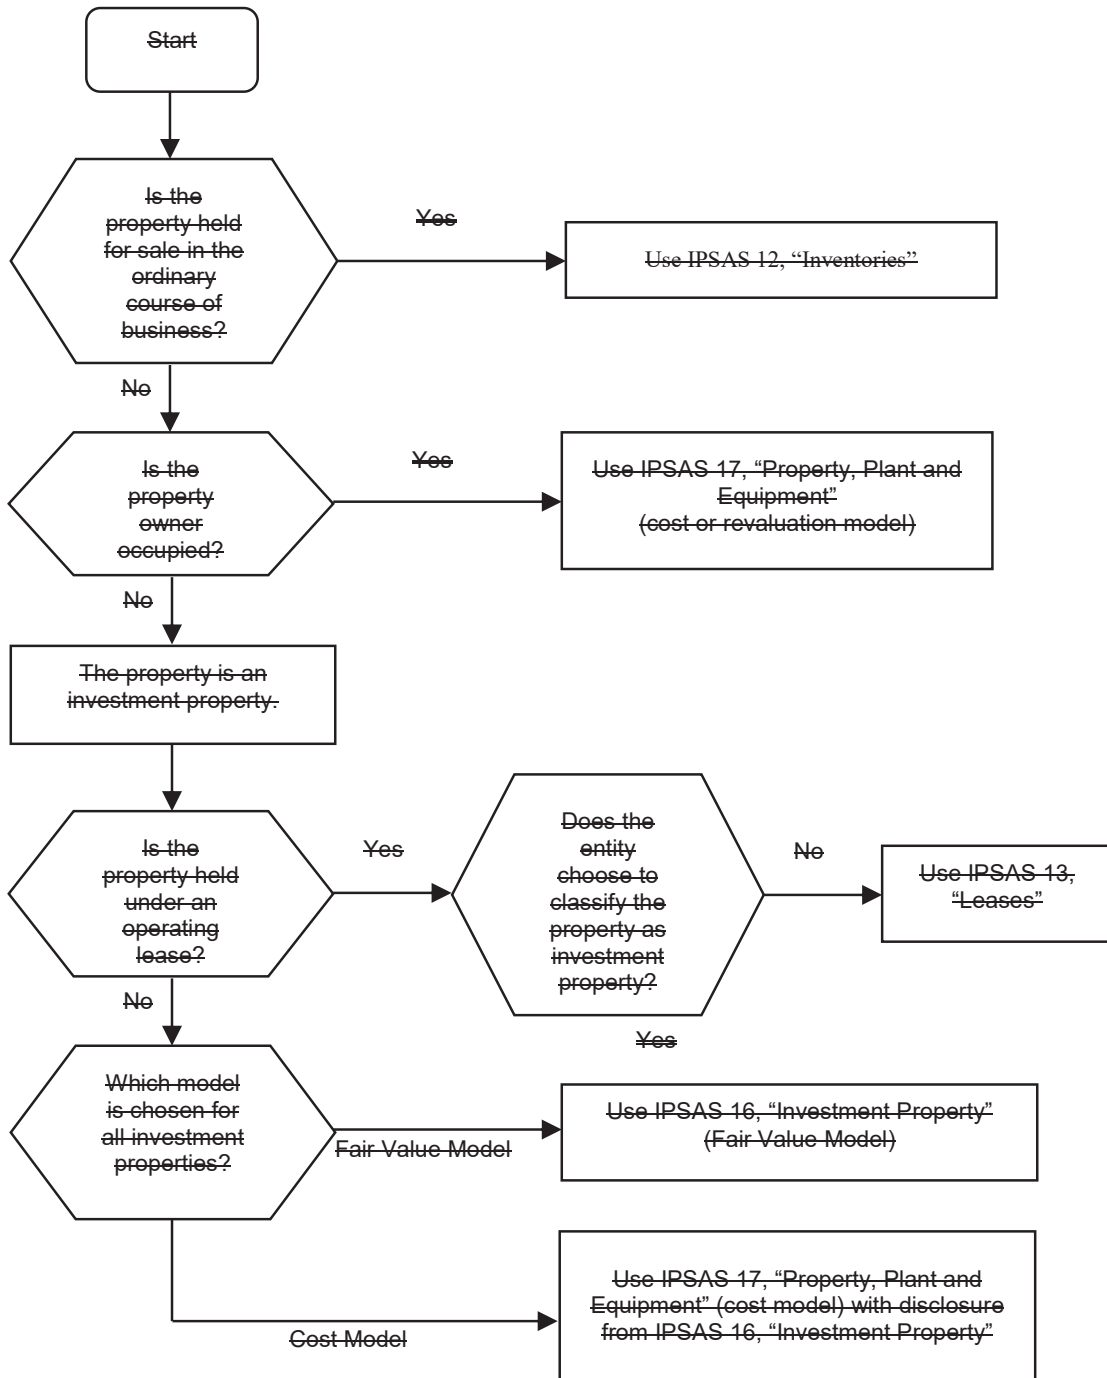 Start
Is the
property held
for sale in the
ordinary
course of
business?
Yes
Use IPSAS 12, “Inventories”
No
Is the
property
owner
occupied?
Yes
Use IPSAS 17, “Property, Plant and
Equipment”
(cost or revaluation model)
No
The property is an
investment property.
Is the
property held
under an
operating
lease?
Yes
Does the
entity
choose to
classify the
property as
investment
property?
No
Use IPSAS 13,
“Leases”
No
Yes
Which model
is chosen for
all investment
properties?
Fair Value Model
Use IPSAS 16, “Investment Property”
(Fair Value Model)
Cost Model
Use IPSAS 17, “Property, Plant and
Equipment” (cost model) with disclosure
from IPSAS 16, “Investment Property”